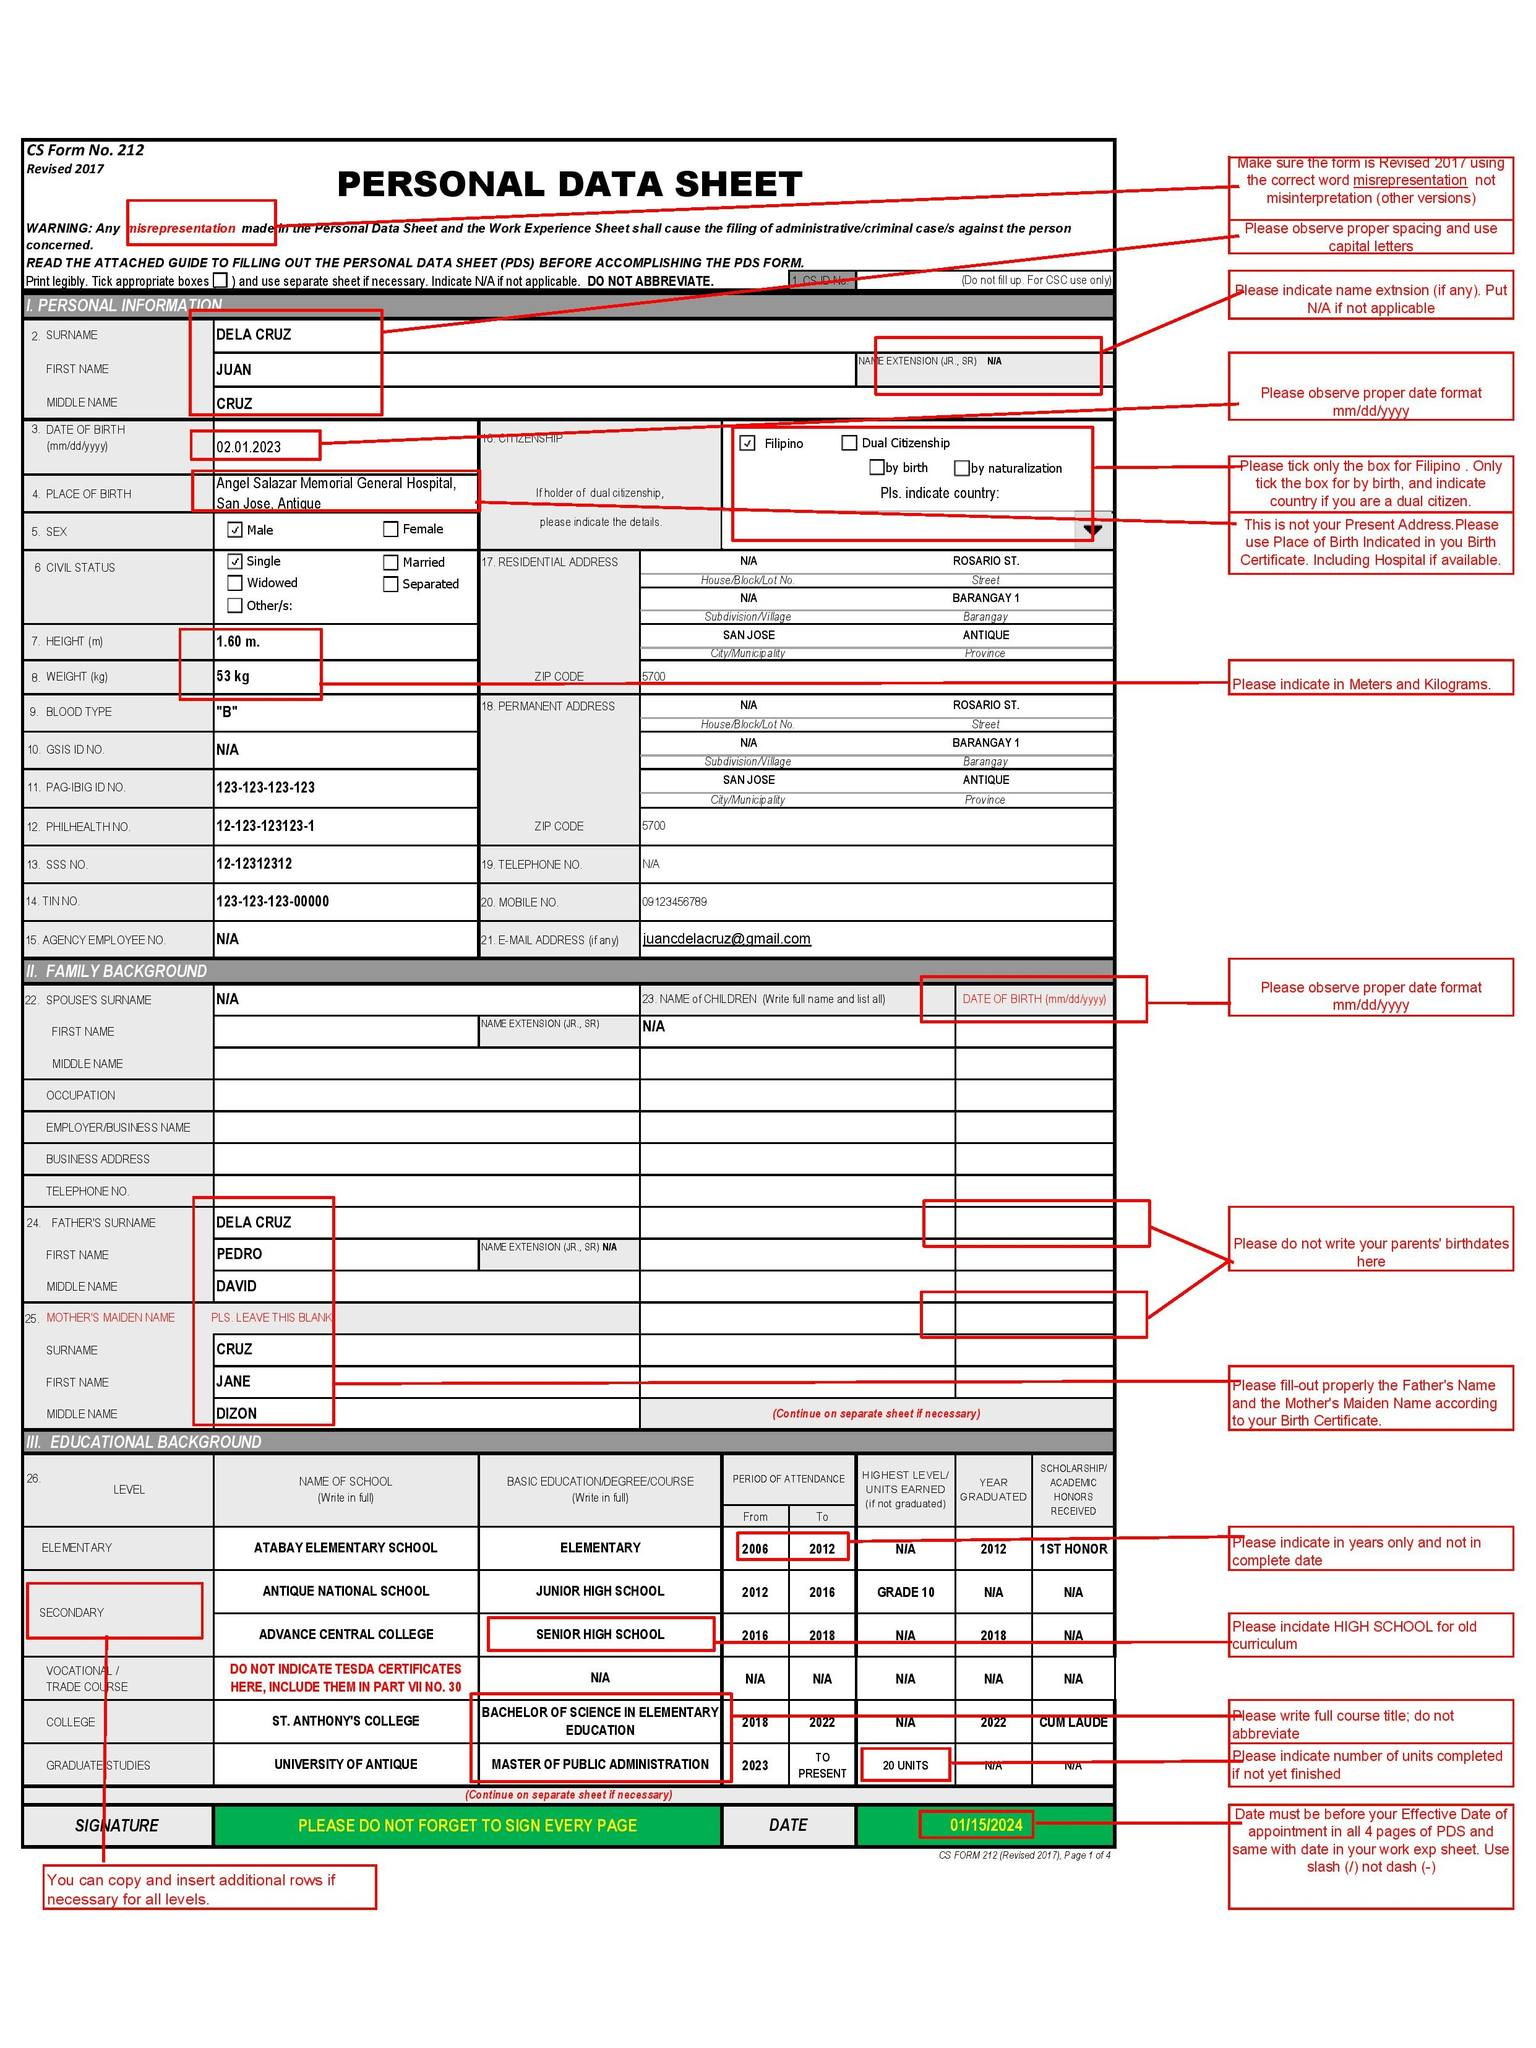 CS Form No. 212
Revised 2017
PERSONAL DATA SHEET
WARNING: Any misrepresentation made in the Personal Data Sheet and the Work Experience Sheet shall cause the filing of administrative/criminal case/s against the person
concerned.
READ THE ATTACHED GUIDE TO FILLING OUT THE PERSONAL DATA SHEET (PDS) BEFORE ACCOMPLISHING THE PDS FORM.
Print legibly. Tick appropriate boxes ☐ ) and use separate sheet if necessary. Indicate N/A if not applicable. DO NOT ABBREVIATE. 1. CS ID No. (Do not fill up. For CSC use only)
Make sure the form is Revised 2017 using
the correct word misrepresentation not
misinterpretation (other versions)
Please observe proper spacing and use
capital letters
Please indicate name extnsion (if any). Put
N/A if not applicable
I. PERSONAL INFORMATION
2. SURNAME DELA CRUZ
FIRST NAME JUAN NAME EXTENSION (JR., SR) N/A
MIDDLE NAME CRUZ
Please observe proper date format
mm/dd/yyyy
3. DATE OF BIRTH
(mm/dd/yyyy)
02.01.2023
16. CITIZENSHIP
If holder of dual citizenship,
please indicate the details.
☑ Filipino ☐ Dual Citizenship
☐ by birth ☐ by naturalization
Pls. indicate country:
4. PLACE OF BIRTH
Angel Salazar Memorial General Hospital,
San Jose, Antique
Please tick only the box for Filipino . Only
tick the box for by birth, and indicate
country if you are a dual citizen.
This is not your Present Address.Please
use Place of Birth Indicated in you Birth
Certificate. Including Hospital if available.
5. SEX ☑ Male ☐ Female
6 CIVIL STATUS
☑ Single ☐ Married
☐ Widowed ☐ Separated
☐ Other/s:
17. RESIDENTIAL ADDRESS
N/A ROSARIO ST.
House/Block/Lot No. Street
N/A BARANGAY 1
Subdivision/Village Barangay
SAN JOSE ANTIQUE
City/Municipality Province
ZIP CODE 5700
7. HEIGHT (m) 1.60 m.
8. WEIGHT (kg) 53 kg
Please indicate in Meters and Kilograms.
9. BLOOD TYPE "B"
10. GSIS ID NO. N/A
11. PAG-IBIG ID NO. 123-123-123-123
12. PHILHEALTH NO. 12-123-123123-1
13. SSS NO. 12-12312312
14. TIN NO. 123-123-123-00000
15. AGENCY EMPLOYEE NO. N/A
18. PERMANENT ADDRESS
N/A ROSARIO ST.
House/Block/Lot No. Street
N/A BARANGAY 1
Subdivision/Village Barangay
SAN JOSE ANTIQUE
City/Municipality Province
ZIP CODE 5700
19. TELEPHONE NO. N/A
20. MOBILE NO. 09123456789
21. E-MAIL ADDRESS (if any) juancdelacruz@gmail.com
II. FAMILY BACKGROUND
22. SPOUSE'S SURNAME N/A 23. NAME of CHILDREN (Write full name and list all) DATE OF BIRTH (mm/dd/yyyy)
FIRST NAME NAME EXTENSION (JR., SR) N/A
MIDDLE NAME
OCCUPATION
EMPLOYER/BUSINESS NAME
BUSINESS ADDRESS
TELEPHONE NO.
Please observe proper date format
mm/dd/yyyy
24. FATHER'S SURNAME DELA CRUZ
FIRST NAME PEDRO NAME EXTENSION (JR., SR) N/A
MIDDLE NAME DAVID
Please do not write your parents' birthdates
here
25. MOTHER'S MAIDEN NAME PLS. LEAVE THIS BLANK
SURNAME CRUZ
FIRST NAME JANE
MIDDLE NAME DIZON (Continue on separate sheet if necessary)
Please fill-out properly the Father's Name
and the Mother's Maiden Name according
to your Birth Certificate.
III. EDUCATIONAL BACKGROUND
26.
LEVEL
NAME OF SCHOOL
(Write in full)
BASIC EDUCATION/DEGREE/COURSE
(Write in full)
PERIOD OF ATTENDANCE
From To
HIGHEST LEVEL/
UNITS EARNED
(if not graduated)
YEAR
GRADUATED
SCHOLARSHIP/
ACADEMIC
HONORS
RECEIVED
ELEMENTARY ATABAY ELEMENTARY SCHOOL ELEMENTARY 2006 2012 N/A 2012 1ST HONOR
Please indicate in years only and not in
complete date
SECONDARY
ANTIQUE NATIONAL SCHOOL JUNIOR HIGH SCHOOL 2012 2016 GRADE 10 N/A N/A
ADVANCE CENTRAL COLLEGE SENIOR HIGH SCHOOL 2016 2018 N/A 2018 N/A
Please incidate HIGH SCHOOL for old
curriculum
VOCATIONAL /
TRADE COURSE
DO NOT INDICATE TESDA CERTIFICATES
HERE, INCLUDE THEM IN PART VII NO. 30
N/A N/A N/A N/A N/A N/A
COLLEGE ST. ANTHONY'S COLLEGE
BACHELOR OF SCIENCE IN ELEMENTARY
EDUCATION
2018 2022 N/A 2022 CUM LAUDE
Please write full course title; do not
abbreviate
GRADUATE STUDIES UNIVERSITY OF ANTIQUE MASTER OF PUBLIC ADMINISTRATION 2023
TO
PRESENT
20 UNITS N/A N/A
Please indicate number of units completed
if not yet finished
(Continue on separate sheet if necessary)
SIGNATURE PLEASE DO NOT FORGET TO SIGN EVERY PAGE DATE 01/15/2024
CS FORM 212 (Revised 2017), Page 1 of 4
Date must be before your Effective Date of
appointment in all 4 pages of PDS and
same with date in your work exp sheet. Use
slash (/) not dash (-)
You can copy and insert additional rows if
necessary for all levels.